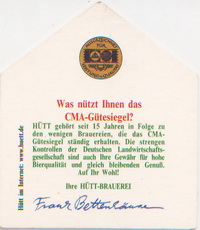 Was nützt Ihnen das
CMA-Gütesiegel?
HÜTT gehört seit 15 Jahren in Folge zu
den wenigen Brauereien, die das CMA-
Gütesiegel ständig erhalten. Die strengen
Kontrollen der Deutschen Landwirtschafts-
gesellschaft sind auch Ihre Gewähr für hohe
Bierqualität und gleich bleibenden Genuß.
Auf Ihr Wohl!
Ihre HÜTT-BRAUEREI
Frank Bettenhäuser
Hütt im Internet: www.huett.de